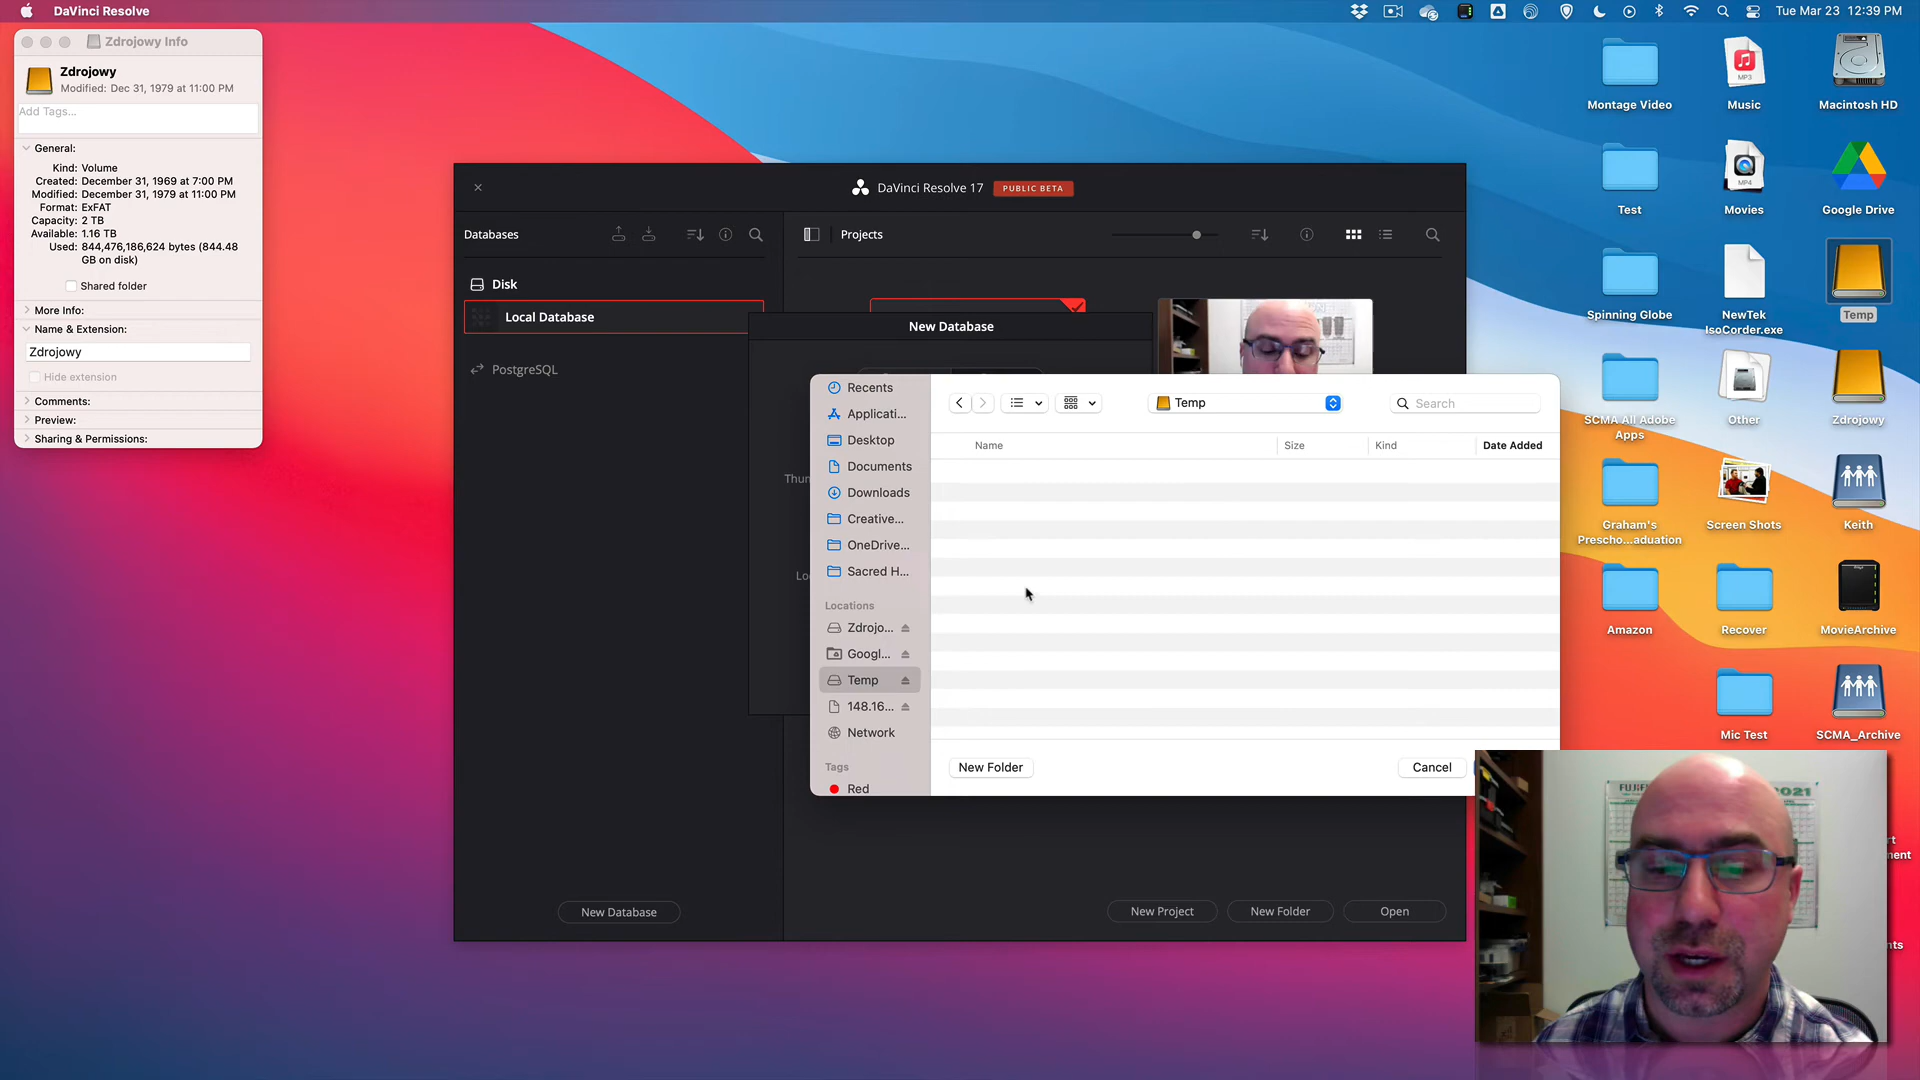 DaVinci Resolve
Tue Mar 23 12:39 PM
Zdrojowy Info
Zdrojowy
Modified: Dec 31, 1979 at 11:00 PM
Add Tags...
General:
Kind: Volume
Created: December 31, 1969 at 7:00 PM
Modified: December 31, 1979 at 11:00 PM
Format: ExFAT
Capacity: 2 TB
Available: 1.16 TB
Used: 844,476,186,624 bytes (844.48
GB on disk)
Shared folder
More Info:
Name & Extension:
Zdrojowy
Hide extension
Comments:
Preview:
Sharing & Permissions:
DaVinci Resolve 17 PUBLIC BETA
Databases
Projects
Disk
Local Database
PostgreSQL
New Database
New Database
New Project
New Folder
Open
Recents
Applicati...
Desktop
Documents
Downloads
Creative...
OneDrive...
Sacred H...
Locations
Zdrojo...
Googl...
Temp
148.16...
Network
Tags
Red
Temp
Search
Name
Size
Kind
Date Added
New Folder
Cancel
Montage Video
Music
MP3
Macintosh HD
Test
Movies
MP4
Google Drive
Spinning Globe
NewTek
IsoCorder.exe
Temp
SCMA All Adobe
Apps
Other
Zdrojowy
Graham's
Prescho...aduation
Screen Shots
Keith
Amazon
Recover
MovieArchive
Mic Test
SCMA_Archive
2021